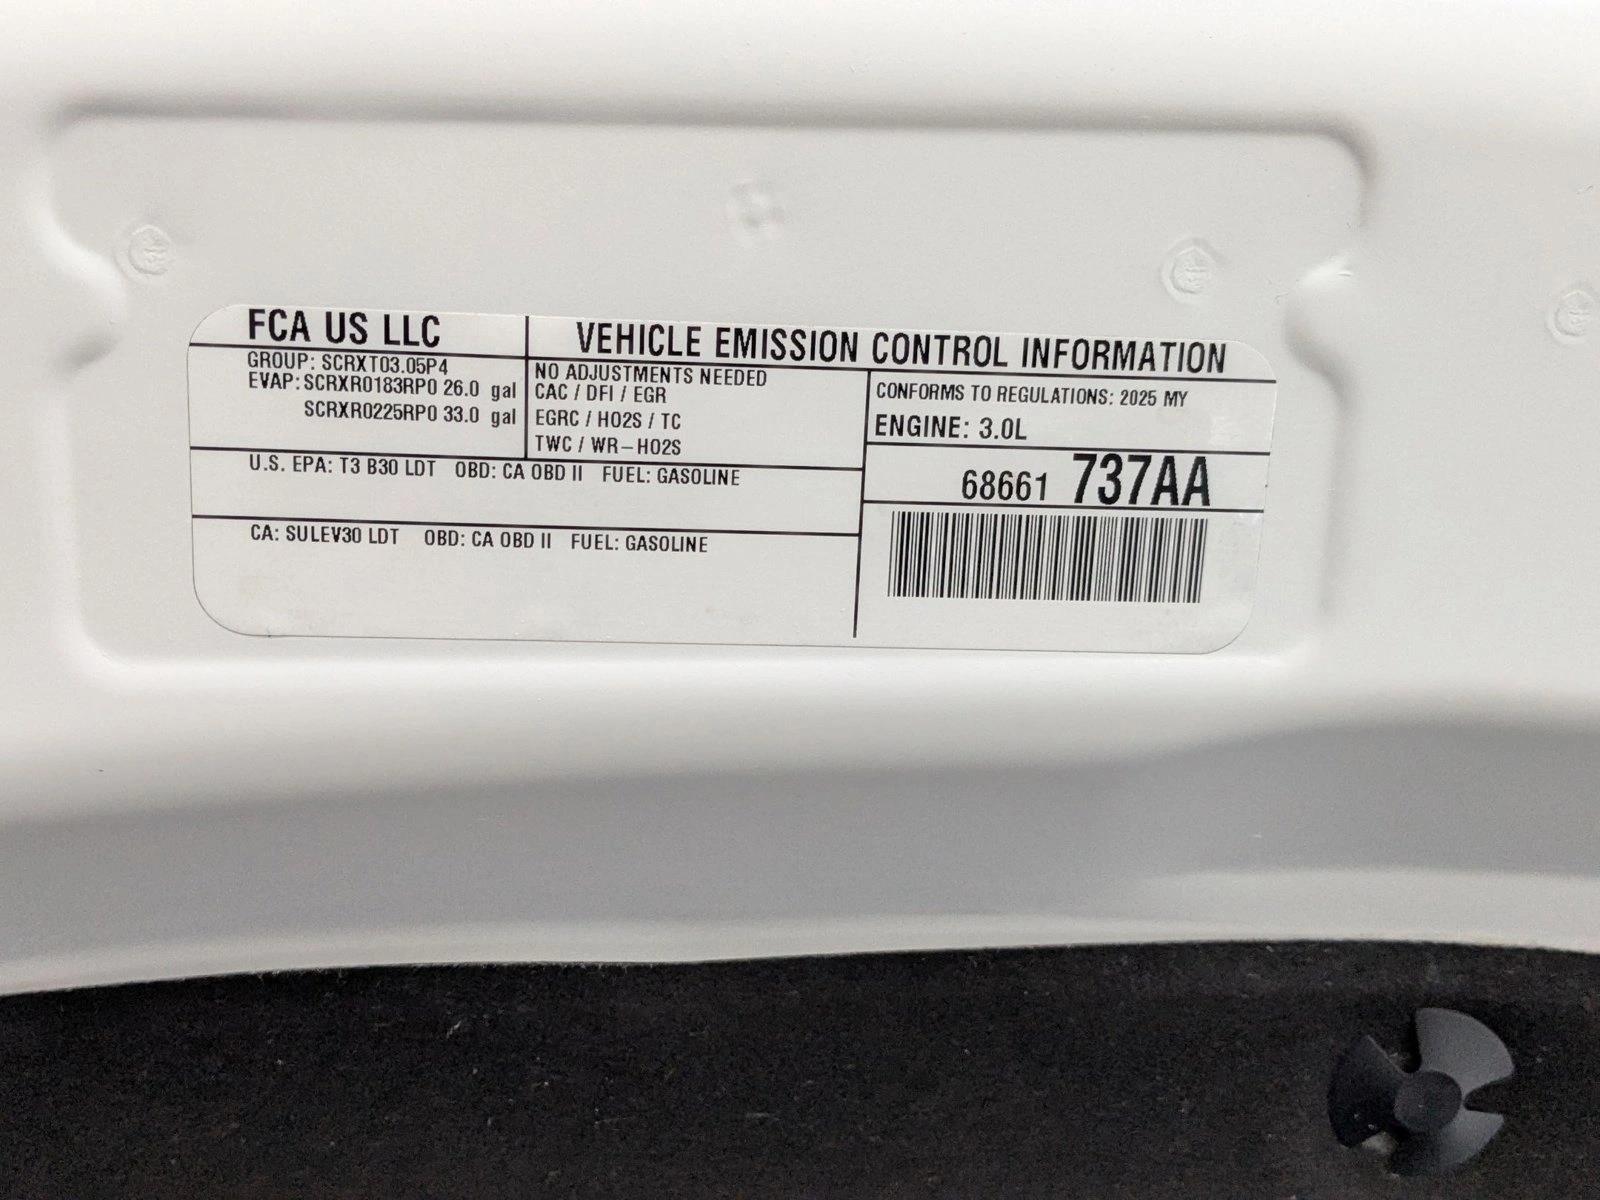 FCA US LLC
VEHICLE EMISSION CONTROL INFORMATION
GROUP: SCRXT03.05P4
EVAP: SCRXR0183RP0 26.0 gal
SCRXR0225RP0 33.0 gal
NO ADJUSTMENTS NEEDED
CAC / DFI / EGR
EGRC / HO2S / TC
TWC / WR-HO2S
CONFORMS TO REGULATIONS: 2025 MY
ENGINE: 3.0L
U.S. EPA: T3 B30 LDT OBD: CA OBD II FUEL: GASOLINE
68661 737AA
CA: SULEV30 LDT OBD: CA OBD II FUEL: GASOLINE